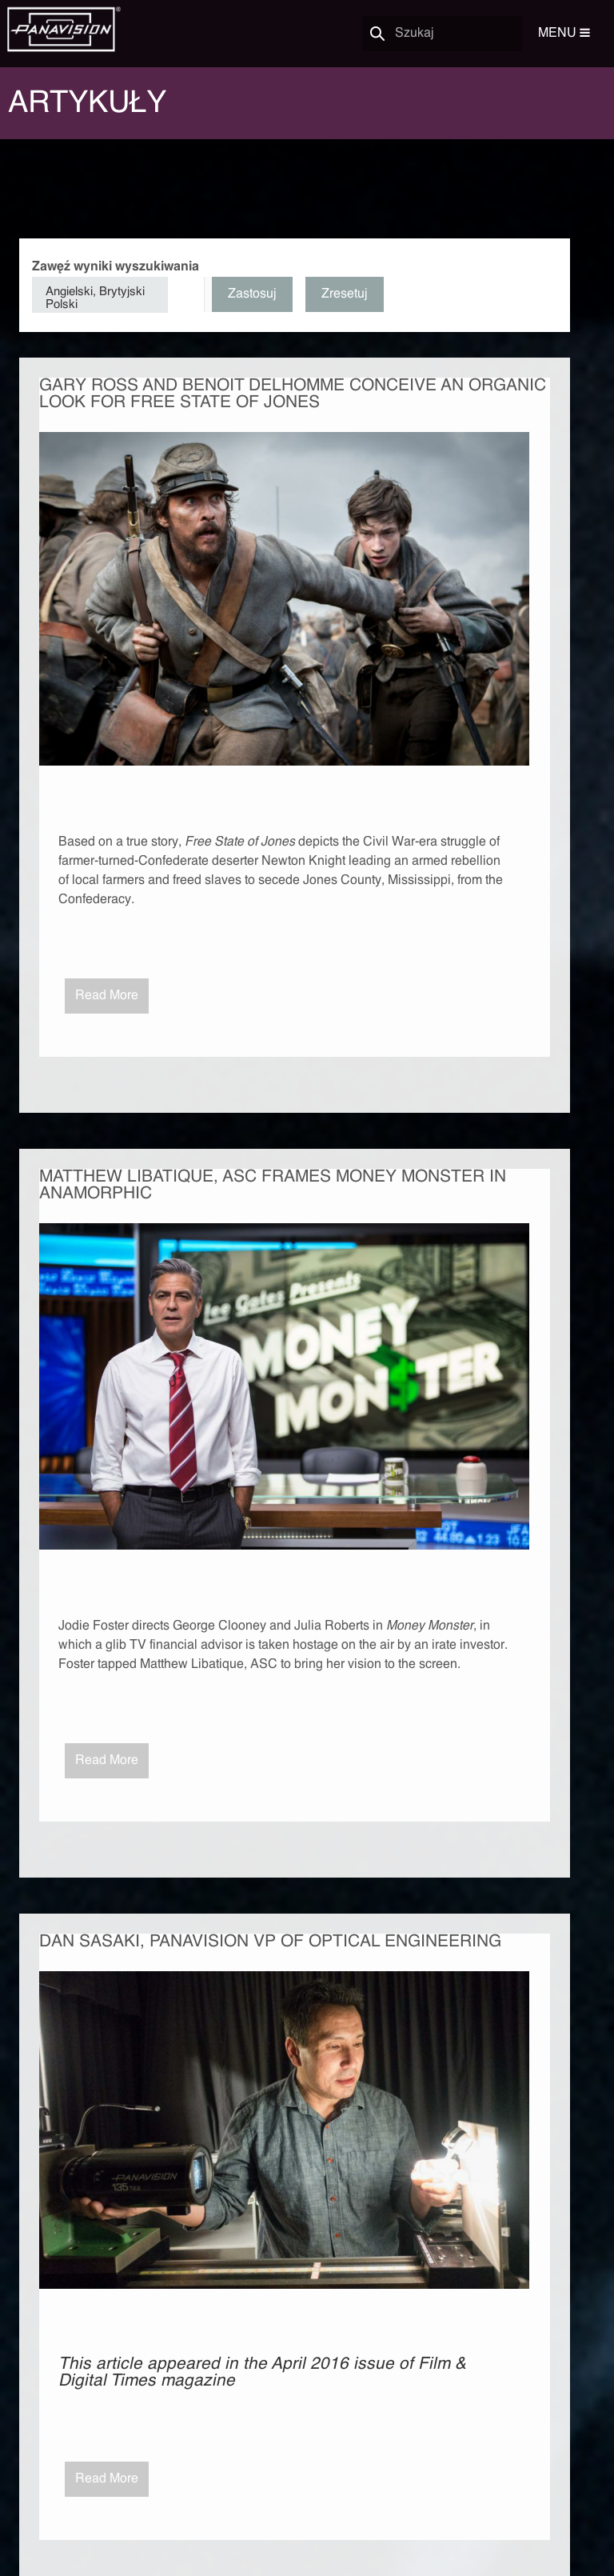 PANAVISION®
Szukaj
MENU
ARTYKUŁY
Zawęź wyniki wyszukiwania
Angielski, Brytyjski
Polski
Zastosuj
Zresetuj
GARY ROSS AND BENOIT DELHOMME CONCEIVE AN ORGANIC
LOOK FOR FREE STATE OF JONES
Based on a true story, Free State of Jones depicts the Civil War-era struggle of
farmer-turned-Confederate deserter Newton Knight leading an armed rebellion
of local farmers and freed slaves to secede Jones County, Mississippi, from the
Confederacy.
Read More
MATTHEW LIBATIQUE, ASC FRAMES MONEY MONSTER IN
ANAMORPHIC
Lee Gates Presents
MONEY
MON$TER
44.80 1.23
Jodie Foster directs George Clooney and Julia Roberts in Money Monster, in
which a glib TV financial advisor is taken hostage on the air by an irate investor.
Foster tapped Matthew Libatique, ASC to bring her vision to the screen.
Read More
DAN SASAKI, PANAVISION VP OF OPTICAL ENGINEERING
PANAVISION
135
This article appeared in the April 2016 issue of Film &
Digital Times magazine
Read More